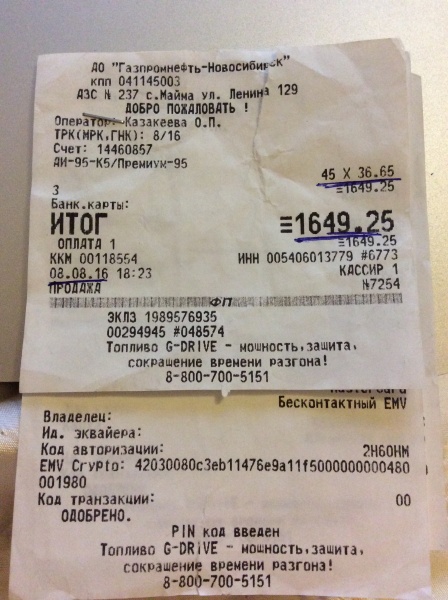 АО "Газпромнефть-Новосибирск"
КПП 041145003
АЗС № 237 с.Майма ул. Ленина 129
ДОБРО ПОЖАЛОВАТЬ !
Оператор: Казакеева О.П.
ТРК(МРК,ГНК): 8/16
Счет: 14460857
АИ-95-К5/Премиум-95
45 X 36.65
3 ≡1649.25
Банк.карты:
ИТОГ ≡1649.25
ОПЛАТА 1 ≡1649.25
ККМ 00118554 ИНН 005406013779 #6773
08.08.16 18:23 КАССИР 1
ПРОДАЖА №7254
ФП
ЭКЛЗ 1989576935
00294945 #048574
Топливо G-DRIVE - мощность,защита,
сокращение времени разгона!
8-800-700-5151
MasterCard
Бесконтактный EMV
Владелец:
Ид. эквайера:
Код авторизации: 2H60HM
EMV Crypto: 42030080c3eb11476e9a11f5000000000480
001980
Код транзакции: 00
ОДОБРЕНО.
PIN код введен
Топливо G-DRIVE - мощность,защита,
сокращение времени разгона!
8-800-700-5151